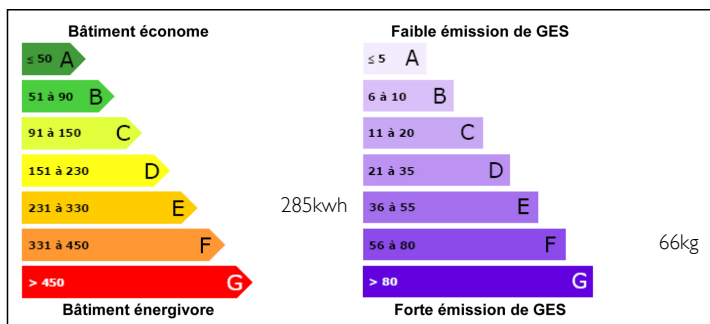 Bâtiment économe
≤ 50 A
51 à 90 B
91 à 150 C
151 à 230 D
231 à 330 E 285kwh
331 à 450 F
> 450 G
Bâtiment énergivore
Faible émission de GES
≤ 5 A
6 à 10 B
11 à 20 C
21 à 35 D
36 à 55 E
56 à 80 F 66kg
> 80 G
Forte émission de GES